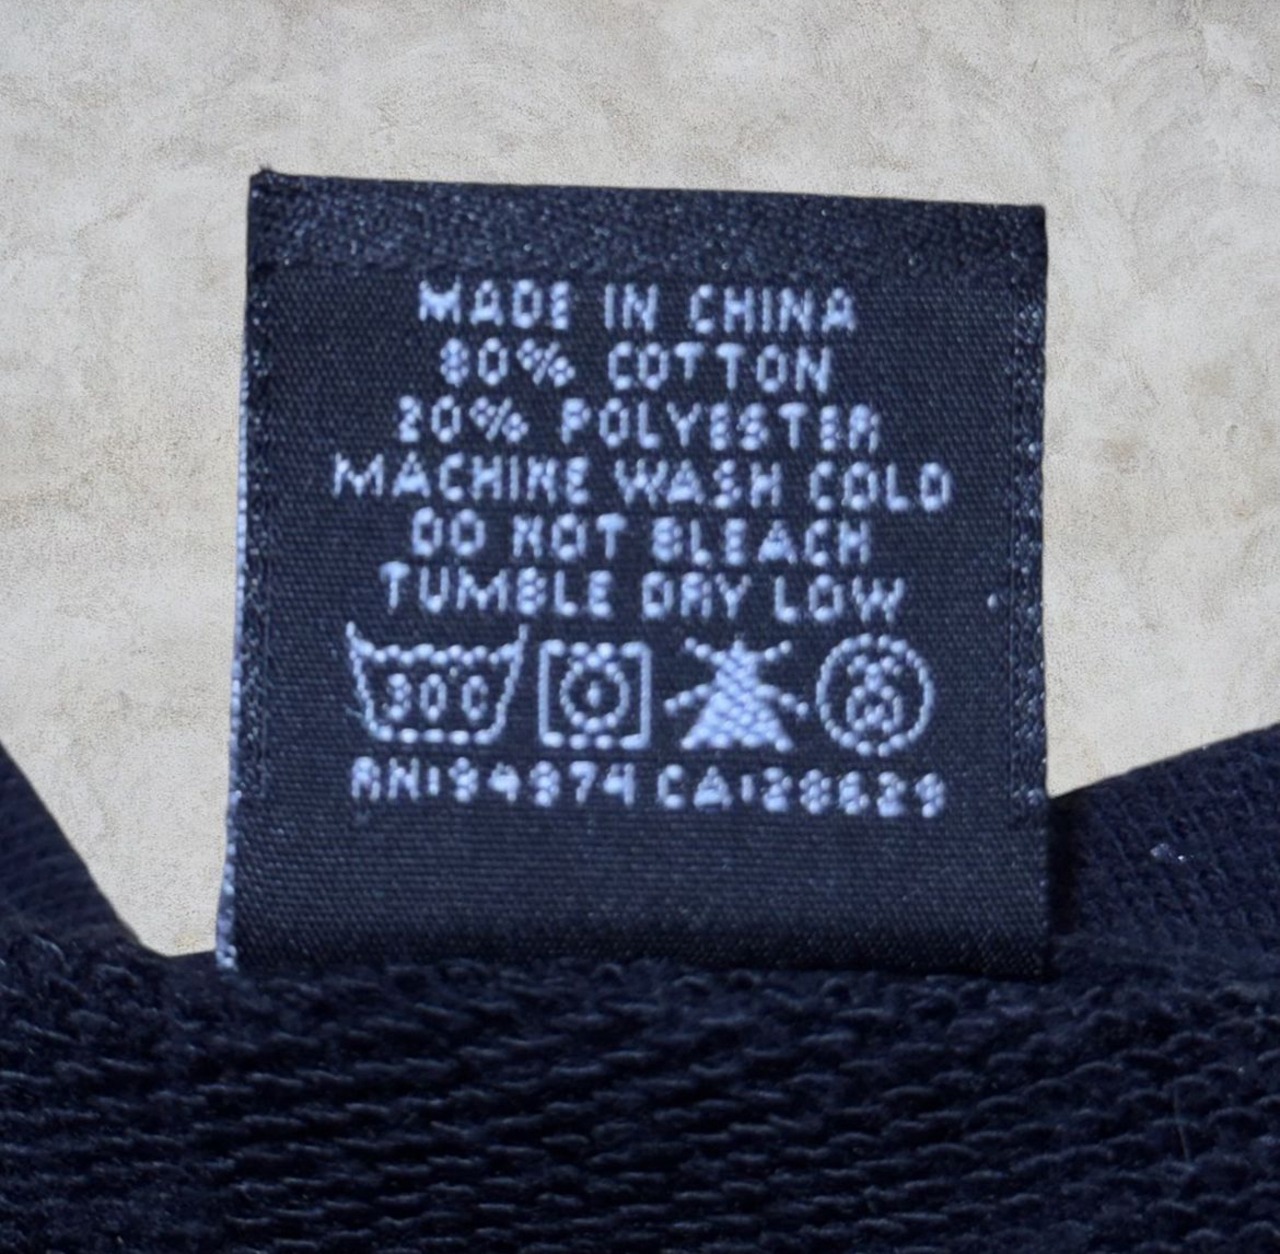 MADE IN CHINA
80% COTTON
20% POLYESTER
MACHINE WASH COLD
DO NOT BLEACH
TUMBLE DRY LOW
30°C
RN:94974 CA:28629